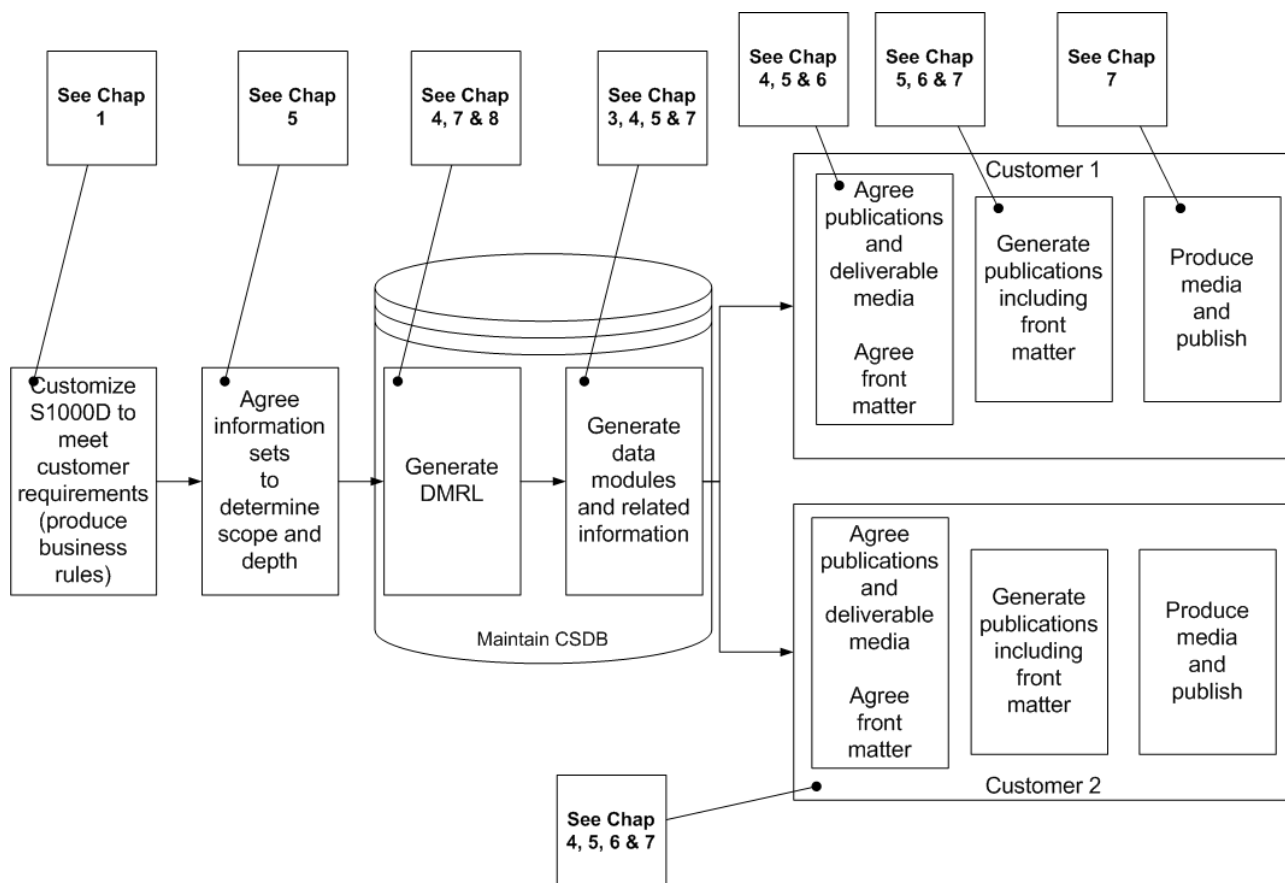 See Chap
1
See Chap
5
See Chap
4, 7 & 8
See Chap
3, 4, 5 & 7
See Chap
4, 5 & 6
See Chap
5, 6 & 7
See Chap
7
Customize
S1000D to
meet
customer
requirements
(produce
business
rules)
Agree
information
sets
to
determine
scope and
depth
Generate
DMRL
Generate
data
modules
and related
information
Maintain CSDB
Customer 1
Agree
publications
and
deliverable
media
Agree
front
matter
Generate
publications
including
front
matter
Produce
media
and
publish
Agree
publications
and
deliverable
media
Agree
front
matter
Generate
publications
including
front
matter
Produce
media
and
publish
Customer 2
See Chap
4, 5, 6 & 7